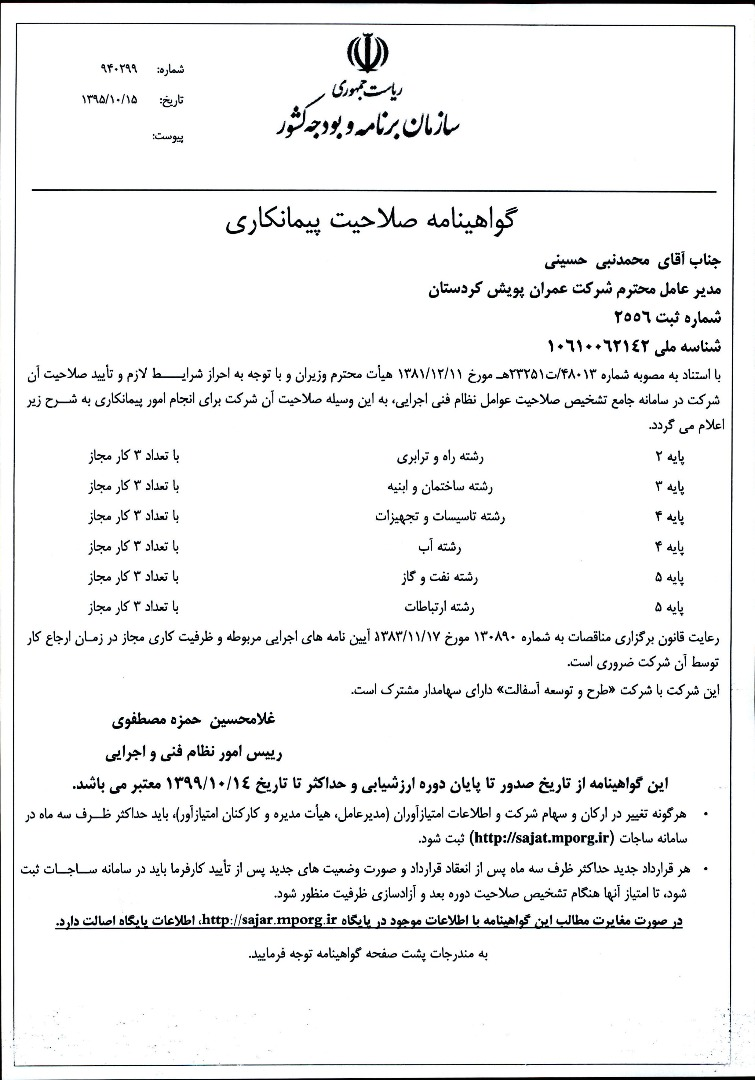 ریاست جمهوری
سازمان برنامه و بودجه کشور
شماره: ۹۴۰۲۹۹
تاریخ: ۱۳۹۵/۱۰/۱۵
پیوست:
گواهینامه صلاحیت پیمانکاری
جناب آقای محمدنبی حسینی
مدیر عامل محترم شرکت عمران پویش کردستان
شماره ثبت ۲۵۵۶
شناسه ملی ۱۰۶۱۰۰۶۲۱۴۲
با استناد به مصوبه شماره ۴۸۰۱۳/ت۲۳۲۵۱هـ مورخ ۱۳۸۱/۱۲/۱۱ هیأت محترم وزیران و با توجه به احراز شرایط لازم و تأیید صلاحیت آن
شرکت در سامانه جامع تشخیص صلاحیت عوامل نظام فنی اجرایی، به این وسیله صلاحیت آن شرکت برای انجام امور پیمانکاری به شرح زیر
اعلام می گردد.
پایه ۲ رشته راه و ترابری با تعداد ۳ کار مجاز
پایه ۳ رشته ساختمان و ابنیه با تعداد ۳ کار مجاز
پایه ۴ رشته تاسیسات و تجهیزات با تعداد ۳ کار مجاز
پایه ۴ رشته آب با تعداد ۳ کار مجاز
پایه ۵ رشته نفت و گاز با تعداد ۳ کار مجاز
پایه ۵ رشته ارتباطات با تعداد ۳ کار مجاز
رعایت قانون برگزاری مناقصات به شماره ۱۳۰۸۹۰ مورخ ۱۳۸۳/۱۱/۱۷، آیین نامه های اجرایی مربوطه و ظرفیت کاری مجاز در زمان ارجاع کار
توسط آن شرکت ضروری است.
این شرکت با شرکت «طرح و توسعه آسفالت» دارای سهامدار مشترک است.
غلامحسین حمزه مصطفوی
رییس امور نظام فنی و اجرایی
این گواهینامه از تاریخ صدور تا پایان دوره ارزشیابی و حداکثر تا تاریخ ۱۳۹۹/۱۰/۱۴ معتبر می باشد.
• هرگونه تغییر در ارکان و سهام شرکت و اطلاعات امتیازآوران (مدیرعامل، هیأت مدیره و کارکنان امتیازآور)، باید حداکثر ظرف سه ماه در
سامانه ساجات (http://sajat.mporg.ir) ثبت شود.
• هر قرارداد جدید حداکثر ظرف سه ماه پس از انعقاد قرارداد و صورت وضعیت های جدید پس از تأیید کارفرما باید در سامانه ساجات ثبت
شود، تا امتیاز آنها هنگام تشخیص صلاحیت دوره بعد و آزادسازی ظرفیت منظور شود.
در صورت مغایرت مطالب این گواهینامه با اطلاعات موجود در پایگاه http://sajar.mporg.ir، اطلاعات پایگاه اصالت دارد.
به مندرجات پشت صفحه گواهینامه توجه فرمایید.